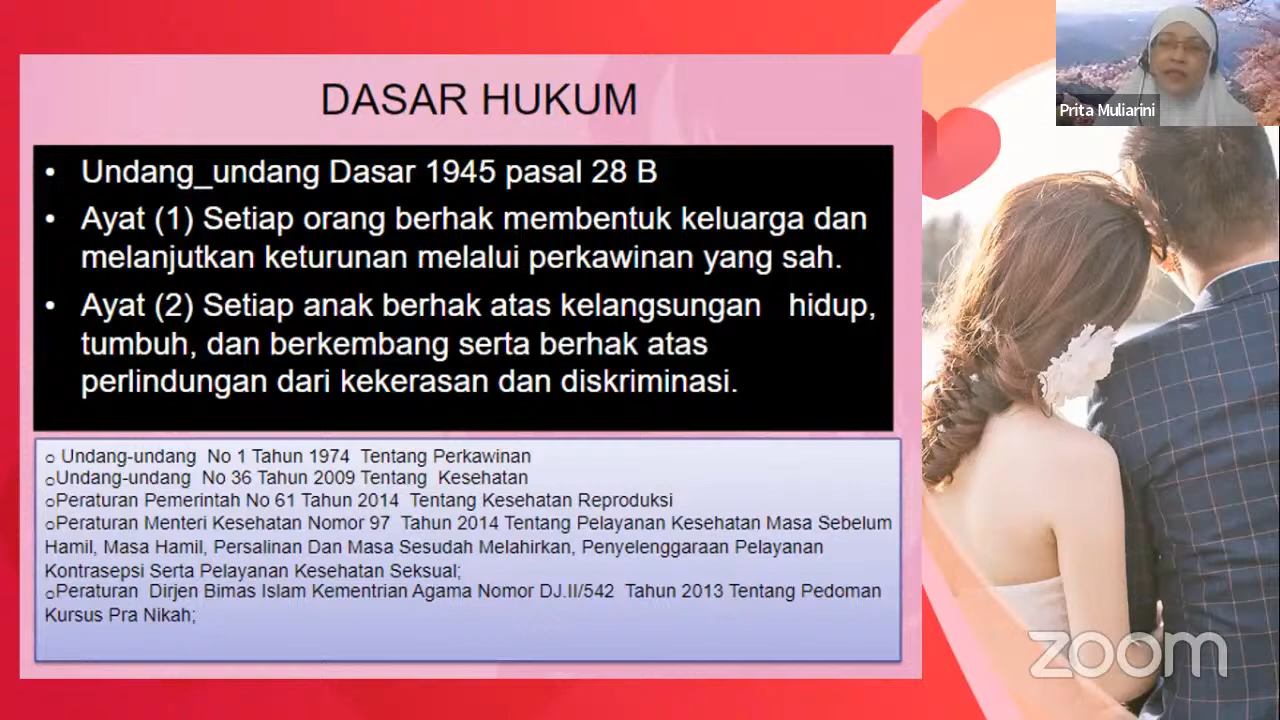 DASAR HUKUM
• Undang_undang Dasar 1945 pasal 28 B
• Ayat (1) Setiap orang berhak membentuk keluarga dan
melanjutkan keturunan melalui perkawinan yang sah.
• Ayat (2) Setiap anak berhak atas kelangsungan hidup,
tumbuh, dan berkembang serta berhak atas
perlindungan dari kekerasan dan diskriminasi.
o Undang-undang No 1 Tahun 1974 Tentang Perkawinan
oUndang-undang No 36 Tahun 2009 Tentang Kesehatan
oPeraturan Pemerintah No 61 Tahun 2014 Tentang Kesehatan Reproduksi
oPeraturan Menteri Kesehatan Nomor 97 Tahun 2014 Tentang Pelayanan Kesehatan Masa Sebelum
Hamil, Masa Hamil, Persalinan Dan Masa Sesudah Melahirkan, Penyelenggaraan Pelayanan
Kontrasepsi Serta Pelayanan Kesehatan Seksual;
oPeraturan Dirjen Bimas Islam Kementrian Agama Nomor DJ.II/542 Tahun 2013 Tentang Pedoman
Kursus Pra Nikah;
Prita Muliarini
zoom